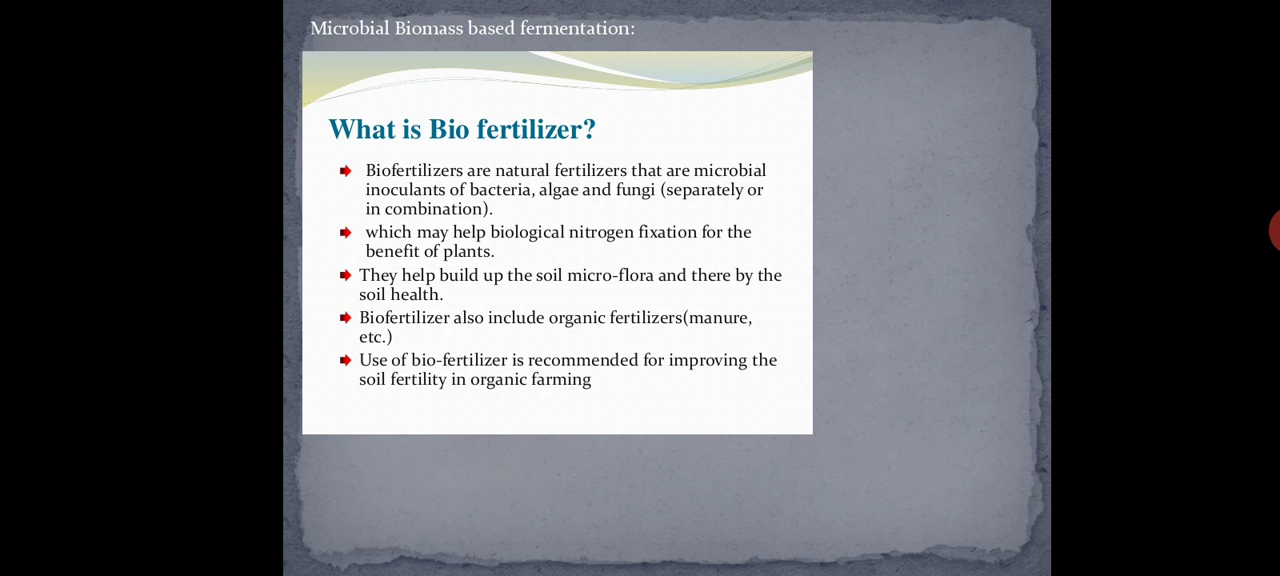 Microbial Biomass based fermentation:
What is Bio fertilizer?
Biofertilizers are natural fertilizers that are microbial
inoculants of bacteria, algae and fungi (separately or
in combination).
which may help biological nitrogen fixation for the
benefit of plants.
They help build up the soil micro-flora and there by the
soil health.
Biofertilizer also include organic fertilizers(manure,
etc.)
Use of bio-fertilizer is recommended for improving the
soil fertility in organic farming